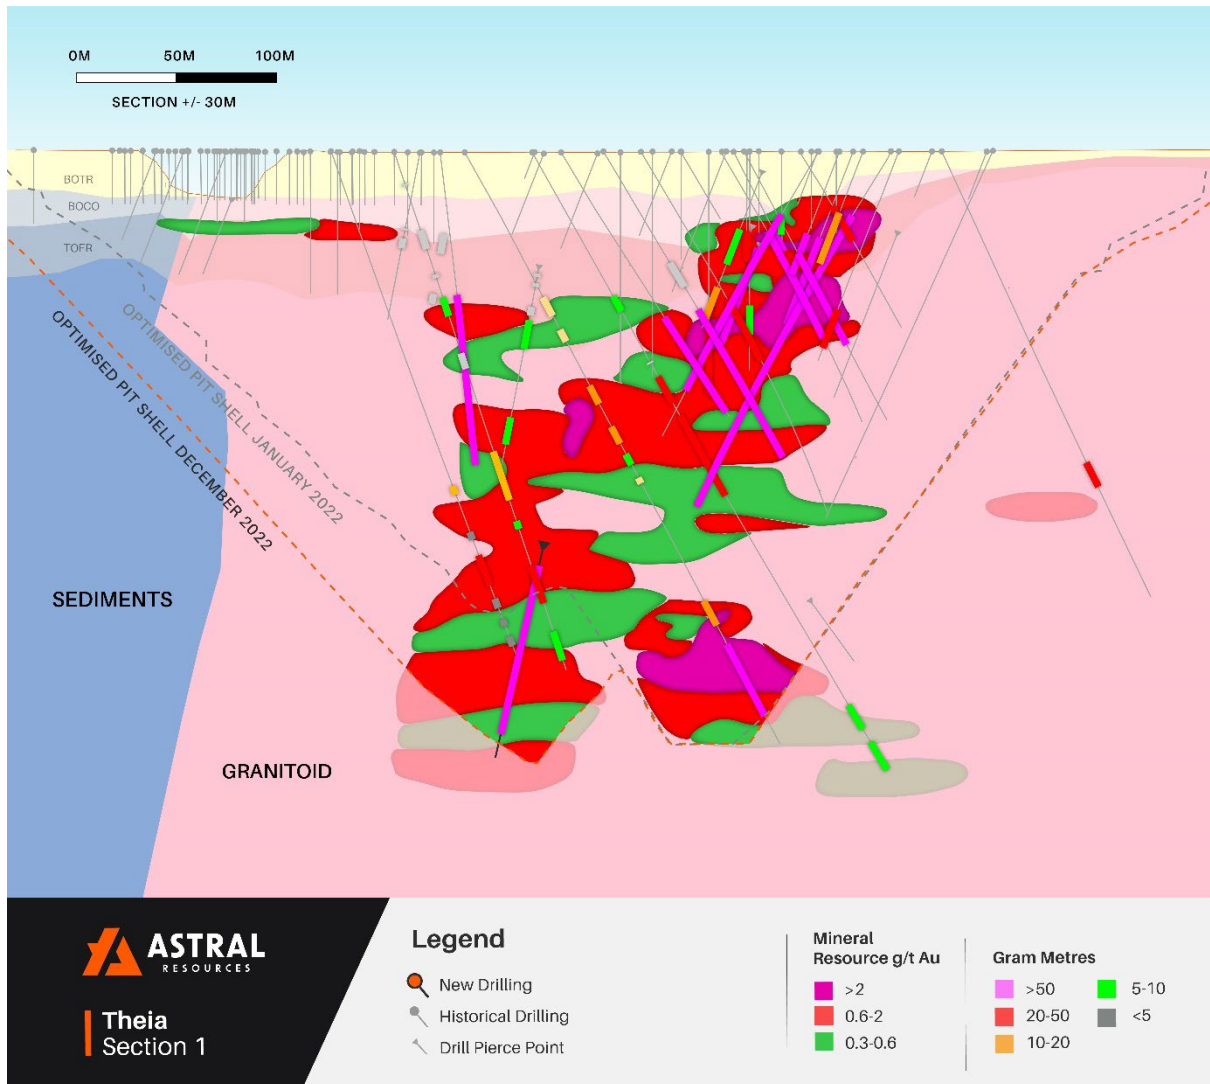 0M 50M 100M
SECTION +/- 30M
BOTR
BOCO
TOFR
OPTIMISED PIT SHELL JANUARY 2022
OPTIMISED PIT SHELL DECEMBER 2022
SEDIMENTS
GRANITOID
ASTRAL
RESOURCES
Theia
Section 1
Legend
New Drilling
Historical Drilling
Drill Pierce Point
Mineral
Resource g/t Au
>2
0.6-2
0.3-0.6
Gram Metres
>50 5-10
20-50 <5
10-20